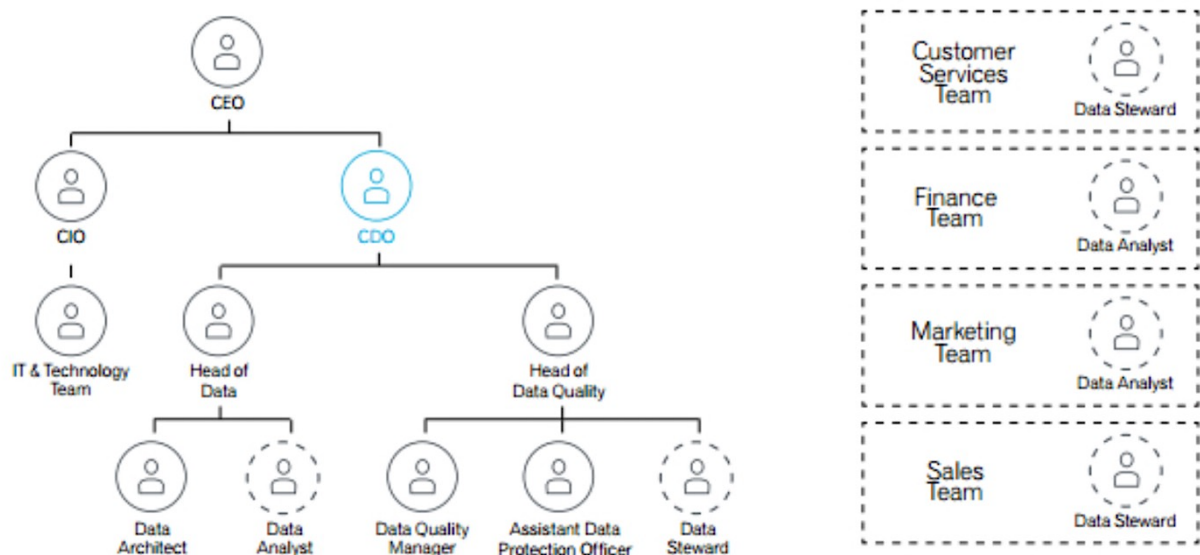 CEO
CIO
CDO
IT & Technology
Team
Head of
Data
Head of
Data Quality
Data
Architect
Data
Analyst
Data Quality
Manager
Assistant Data
Protection Officer
Data
Steward
Customer
Services
Team
Data Steward
Finance
Team
Data Analyst
Marketing
Team
Data Analyst
Sales
Team
Data Steward